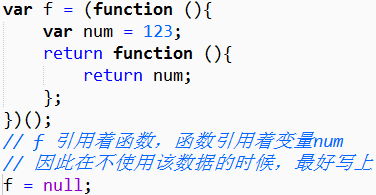 var f = (function (){
    var num = 123;
    return function (){
        return num;
    };
})();
// f 引用着函数，函数引用着变量num
// 因此在不使用该数据的时候，最好写上
f = null;